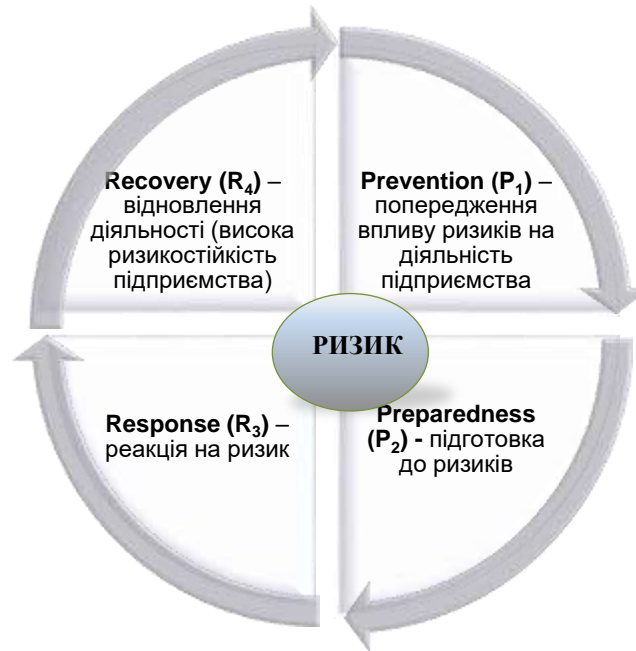 Recovery (R4) –
відновлення
діяльності (висока
ризикостійкість
підприємства)
Prevention (P1) –
попередження
впливу ризиків на
діяльність
підприємства
РИЗИК
Response (R3) –
реакція на ризик
Preparedness
(P2) - підготовка
до ризиків